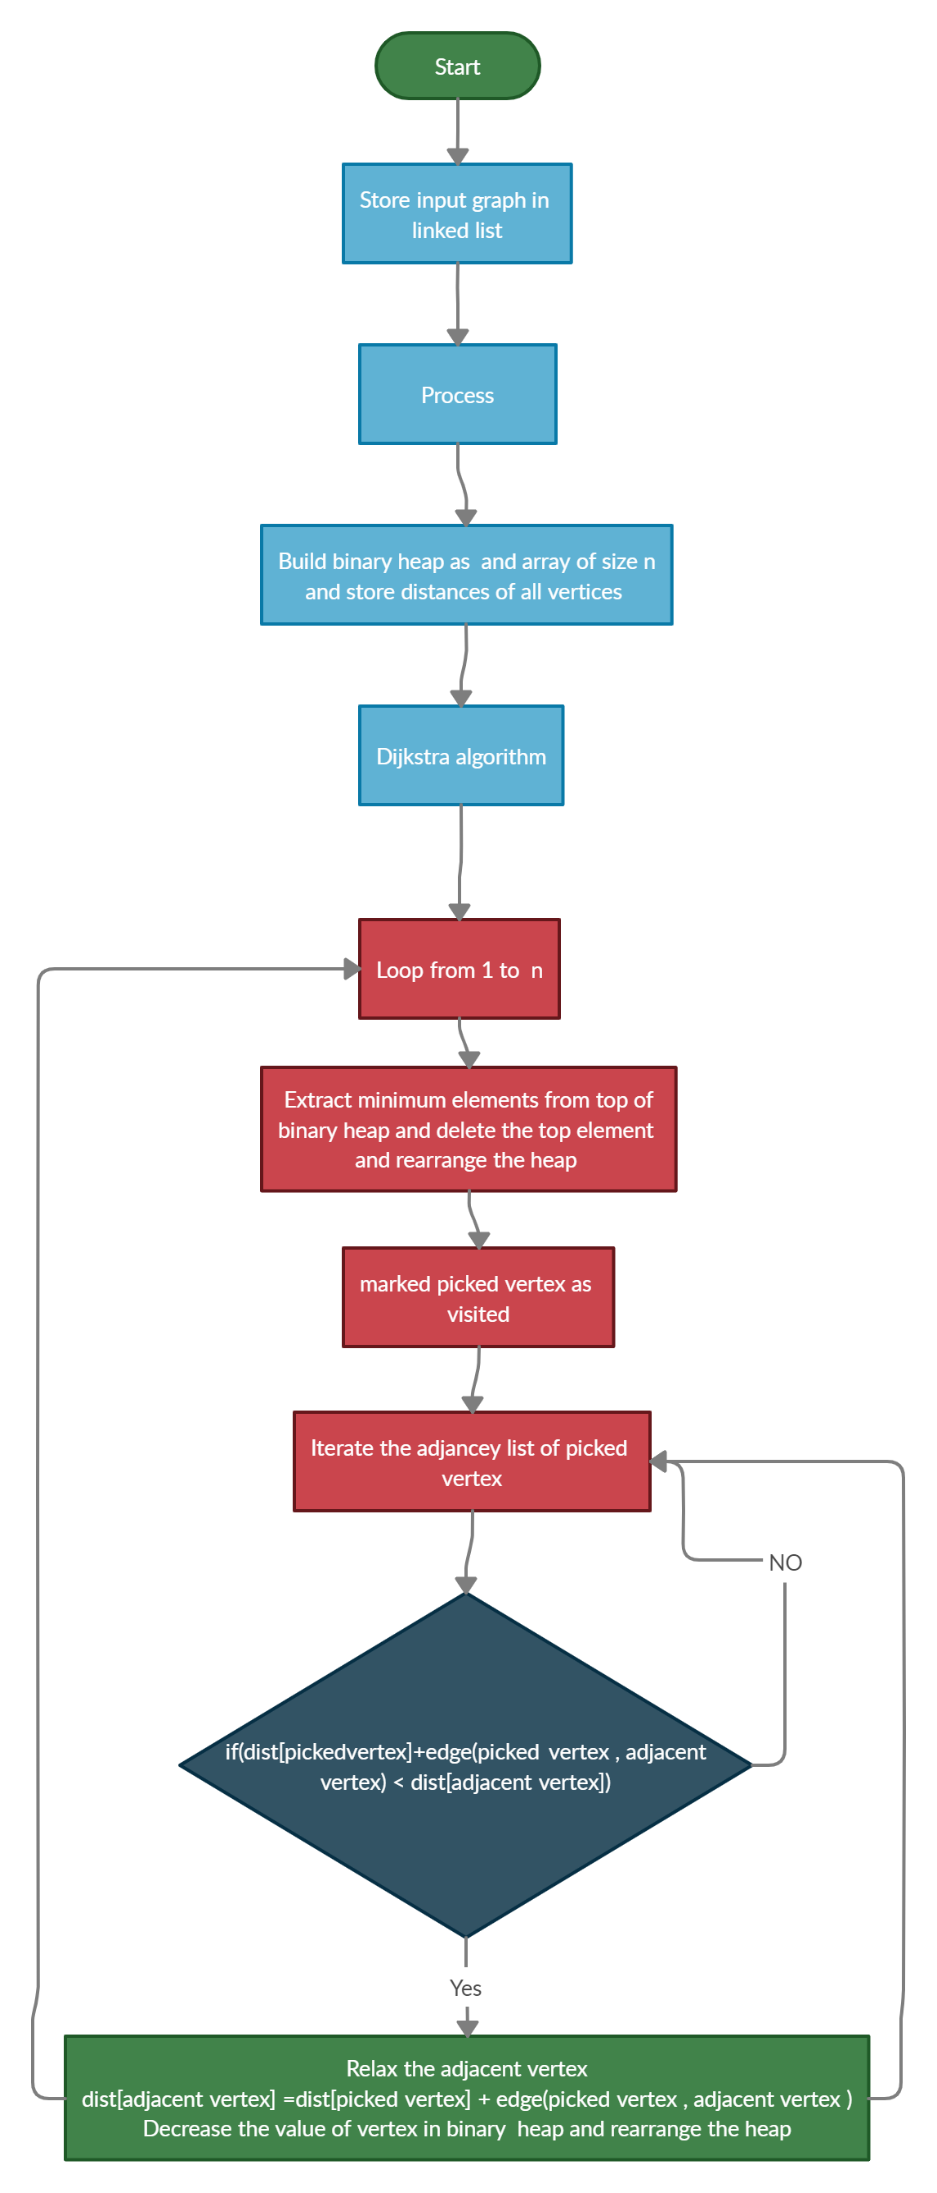 Start
Store input graph in
linked list
Process
Build binary heap as  and array of size n
and store distances of all vertices
Dijkstra algorithm
Loop from 1 to  n
Extract minimum elements from top of
binary heap and delete the top element
and rearrange the heap
marked picked vertex as
visited
Iterate the adjancey list of picked
vertex
NO
if(dist[pickedvertex]+edge(picked  vertex , adjacent
vertex) < dist[adjacent vertex])
Yes
Relax the adjacent vertex
dist[adjacent vertex] =dist[picked vertex] + edge(picked vertex , adjacent vertex )
Decrease the value of vertex in binary  heap and rearrange the heap